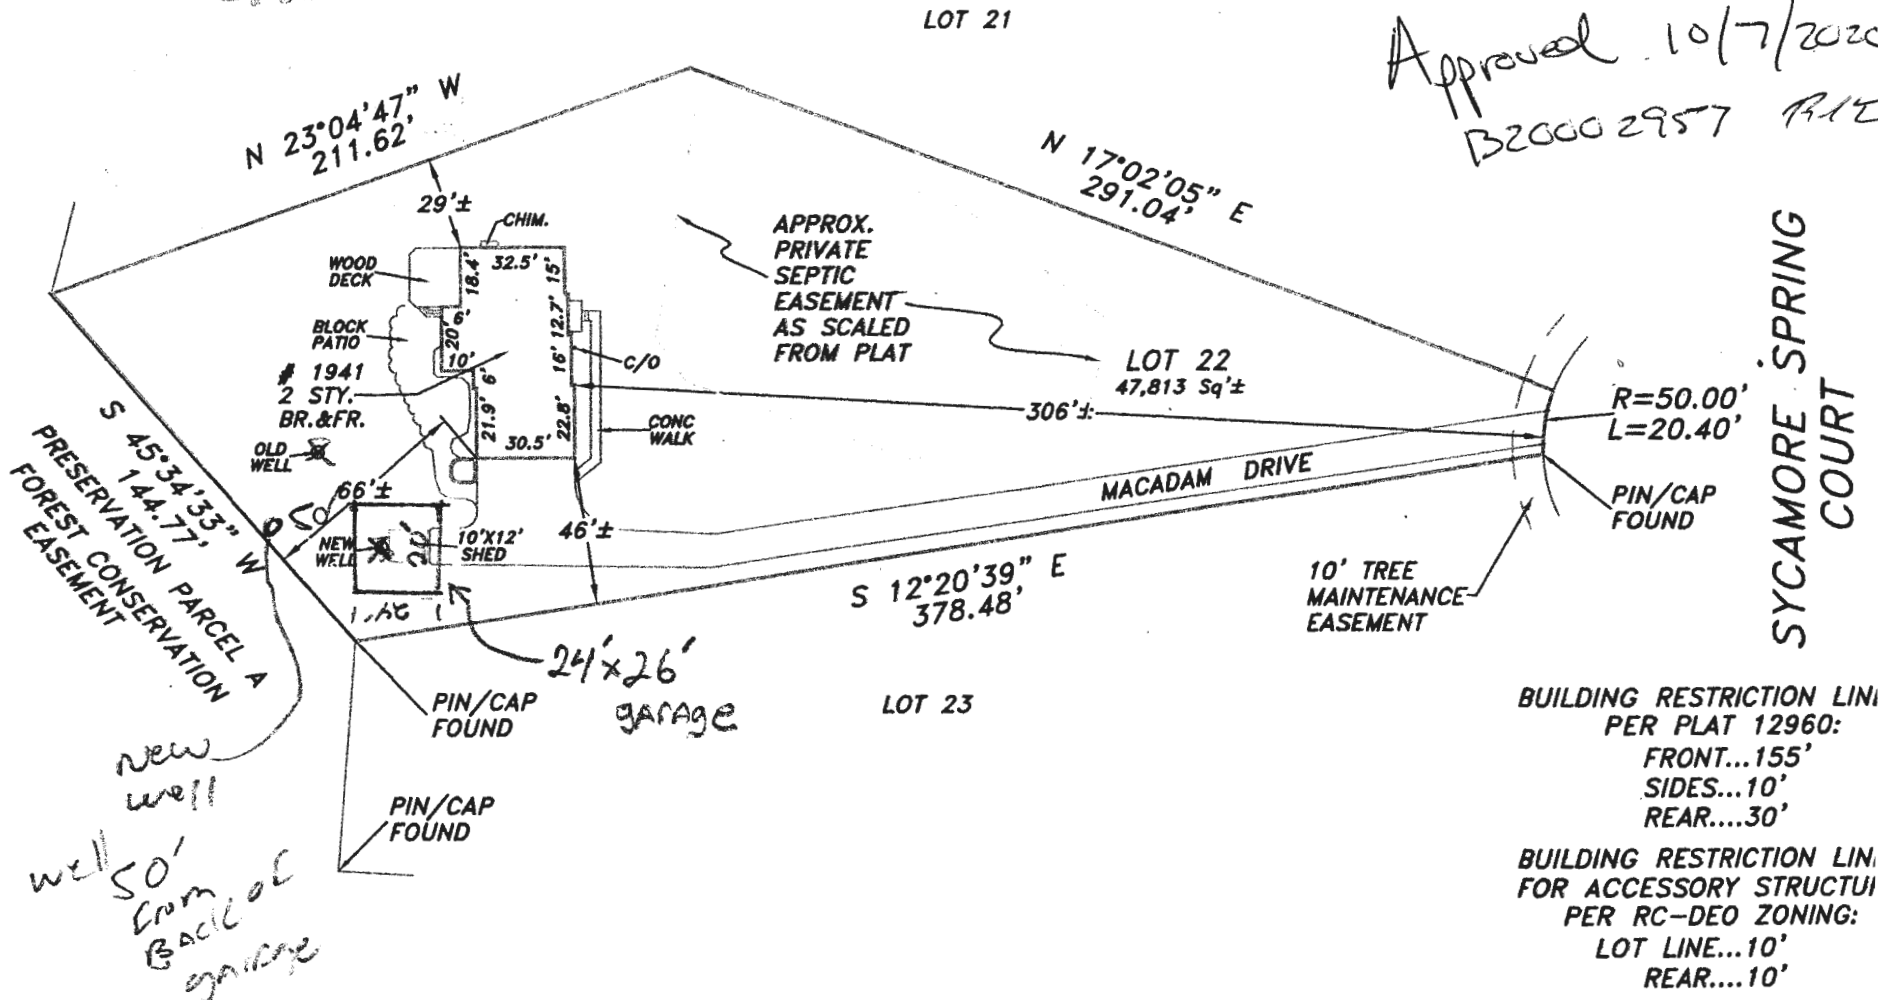 LOT 21
Approved 10/7/2020
B20002957
N 23°04'47" W
211.62'
N 17°02'05" E
291.04'
29'±
CHIM.
WOOD
DECK
32.5'
18.4'
15'
6'
20'
12.7'
10'
16'
6'
C/O
BLOCK
PATIO
# 1941
2 STY.
BR.&FR.
21.9'
22.8'
30.5'
CONC
WALK
APPROX.
PRIVATE
SEPTIC
EASEMENT
AS SCALED
FROM PLAT
LOT 22
47,813 Sq'±
306'±
R=50.00'
L=20.40'
SYCAMORE SPRING
COURT
PIN/CAP
FOUND
MACADAM DRIVE
10' TREE
MAINTENANCE
EASEMENT
OLD
WELL
66'±
S 45°34'33" W
144.77'
PRESERVATION PARCEL A
FOREST CONSERVATION
EASEMENT
NEW
WELL
10'X12'
SHED
46'±
24'
S 12°20'39" E
378.48'
24'x26'
garage
LOT 23
PIN/CAP
FOUND
PIN/CAP
FOUND
New
well
well 50'
from
Back of
garage
BUILDING RESTRICTION LIN
PER PLAT 12960:
FRONT...155'
SIDES...10'
REAR....30'
BUILDING RESTRICTION LIN
FOR ACCESSORY STRUCTU
PER RC-DEO ZONING:
LOT LINE...10'
REAR....10'